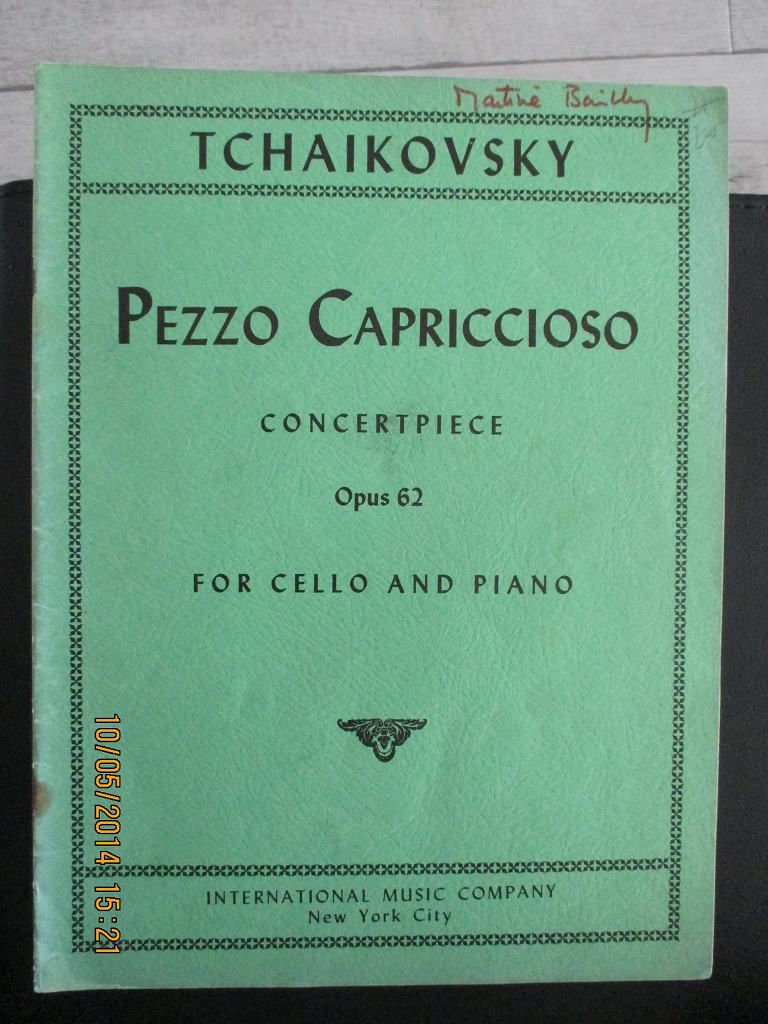 Martine Bailly
TCHAIKOVSKY
PEZZO CAPRICCIOSO
CONCERTPIECE
Opus 62
FOR CELLO AND PIANO
INTERNATIONAL MUSIC COMPANY
New York City
10/05/2014 15:21